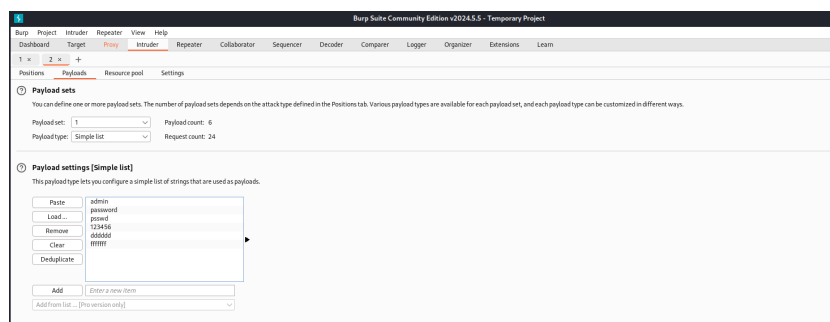 Burp Suite Community Edition v2024.5.5 - Temporary Project
Burp Project Intruder Repeater View Help
Dashboard Target Proxy Intruder Repeater Collaborator Sequencer Decoder Comparer Logger Organizer Extensions Learn
1 × 2 × +
Positions Payloads Resource pool Settings
? Payload sets
You can define one or more payload sets. The number of payload sets depends on the attack type defined in the Positions tab. Various payload types are available for each payload set, and each payload type can be customized in different ways.
Payload set: 1 Payload count: 6
Payload type: Simple list Request count: 24
? Payload settings [Simple list]
This payload type lets you configure a simple list of strings that are used as payloads.
Paste
Load ...
Remove
Clear
Deduplicate
admin
password
psswd
123456
dddddd
fffffff
Add Enter a new item
Add from list ... [Pro version only]